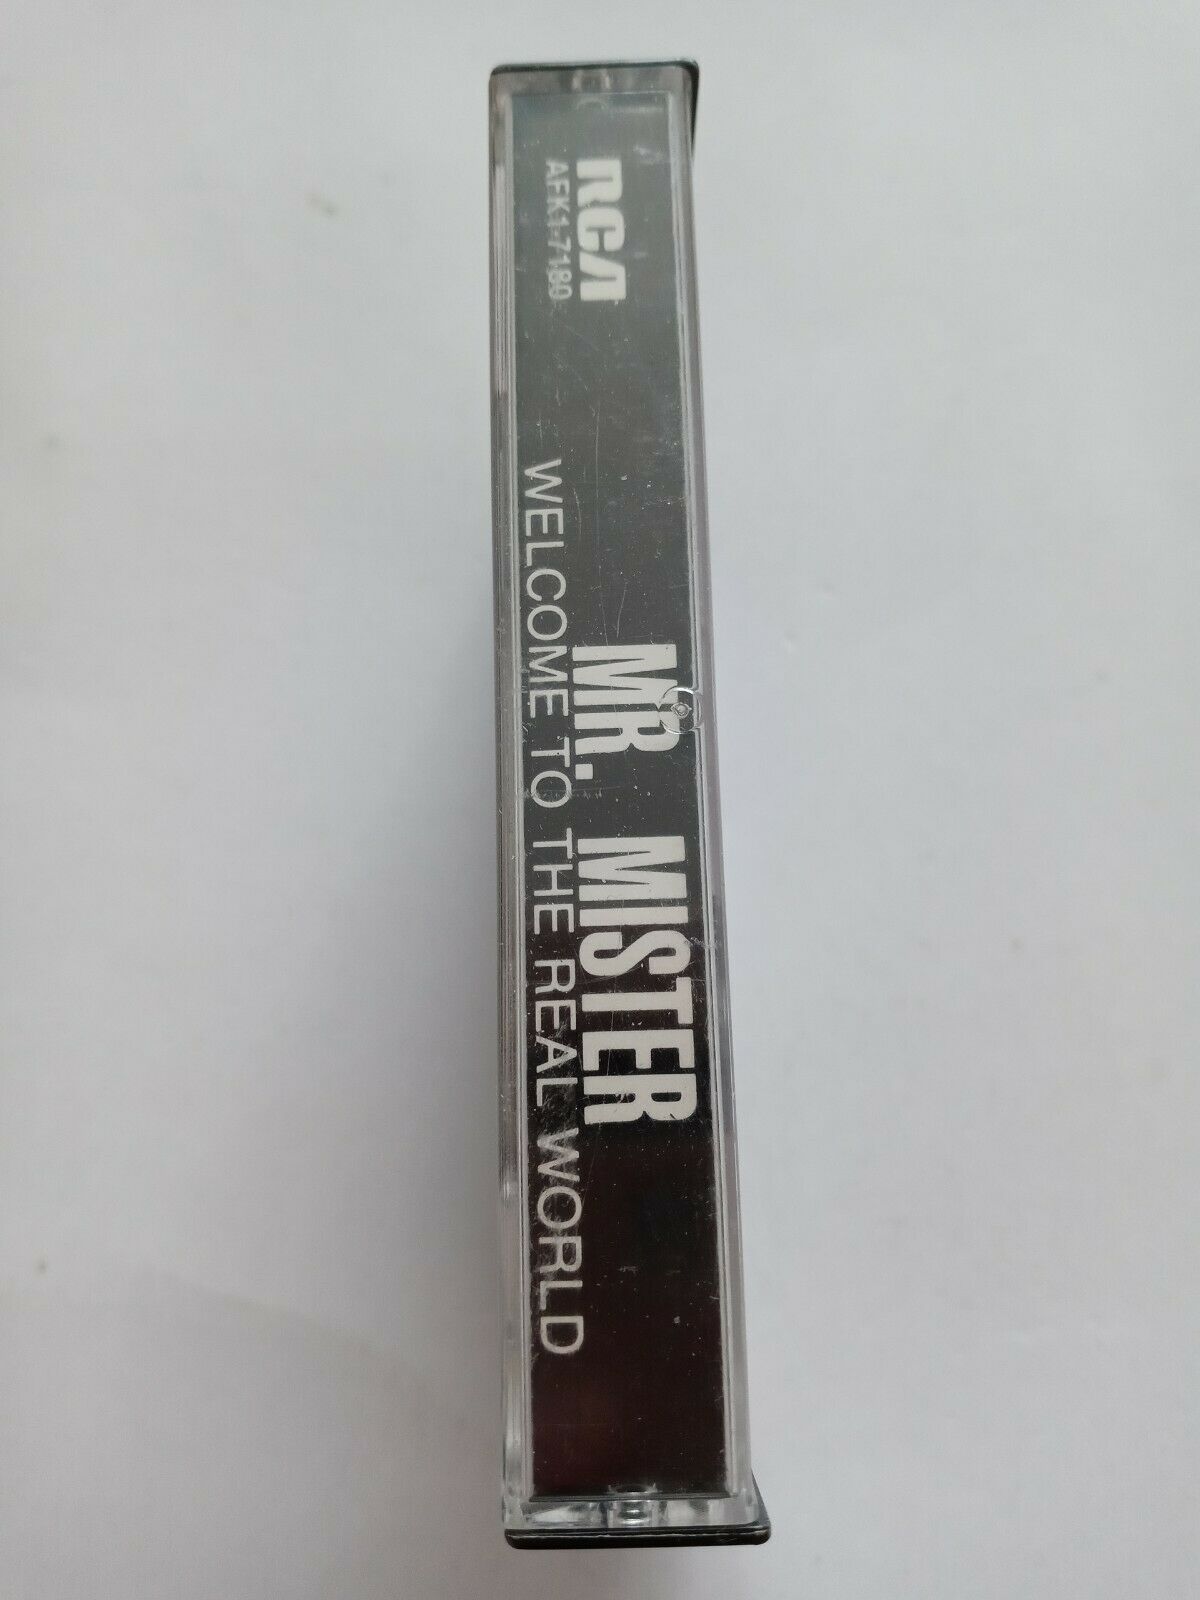 RCA
AFK1-7180
MR. MISTER
WELCOME TO THE REAL WORLD